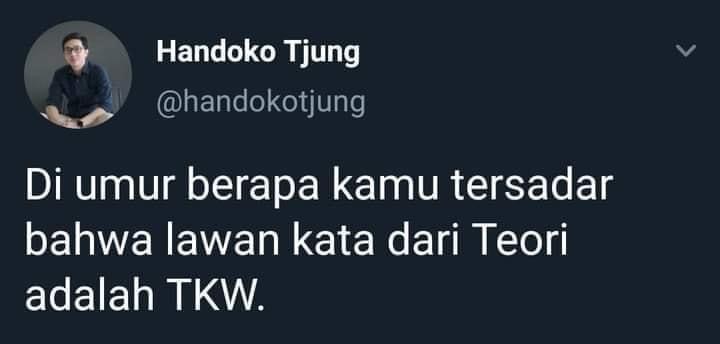 Handoko Tjung
@handokotjung
Di umur berapa kamu tersadar
bahwa lawan kata dari Teori
adalah TKW.